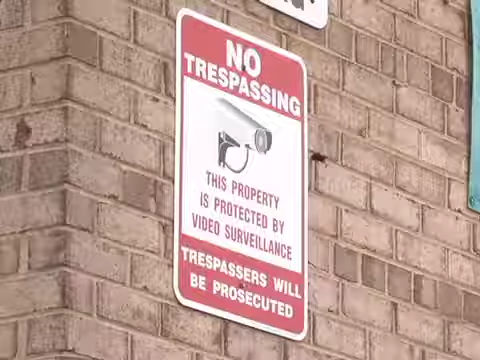 NO
TRESPASSING
THIS PROPERTY
IS PROTECTED BY
VIDEO SURVEILLANCE
TRESPASSERS WILL
BE PROSECUTED